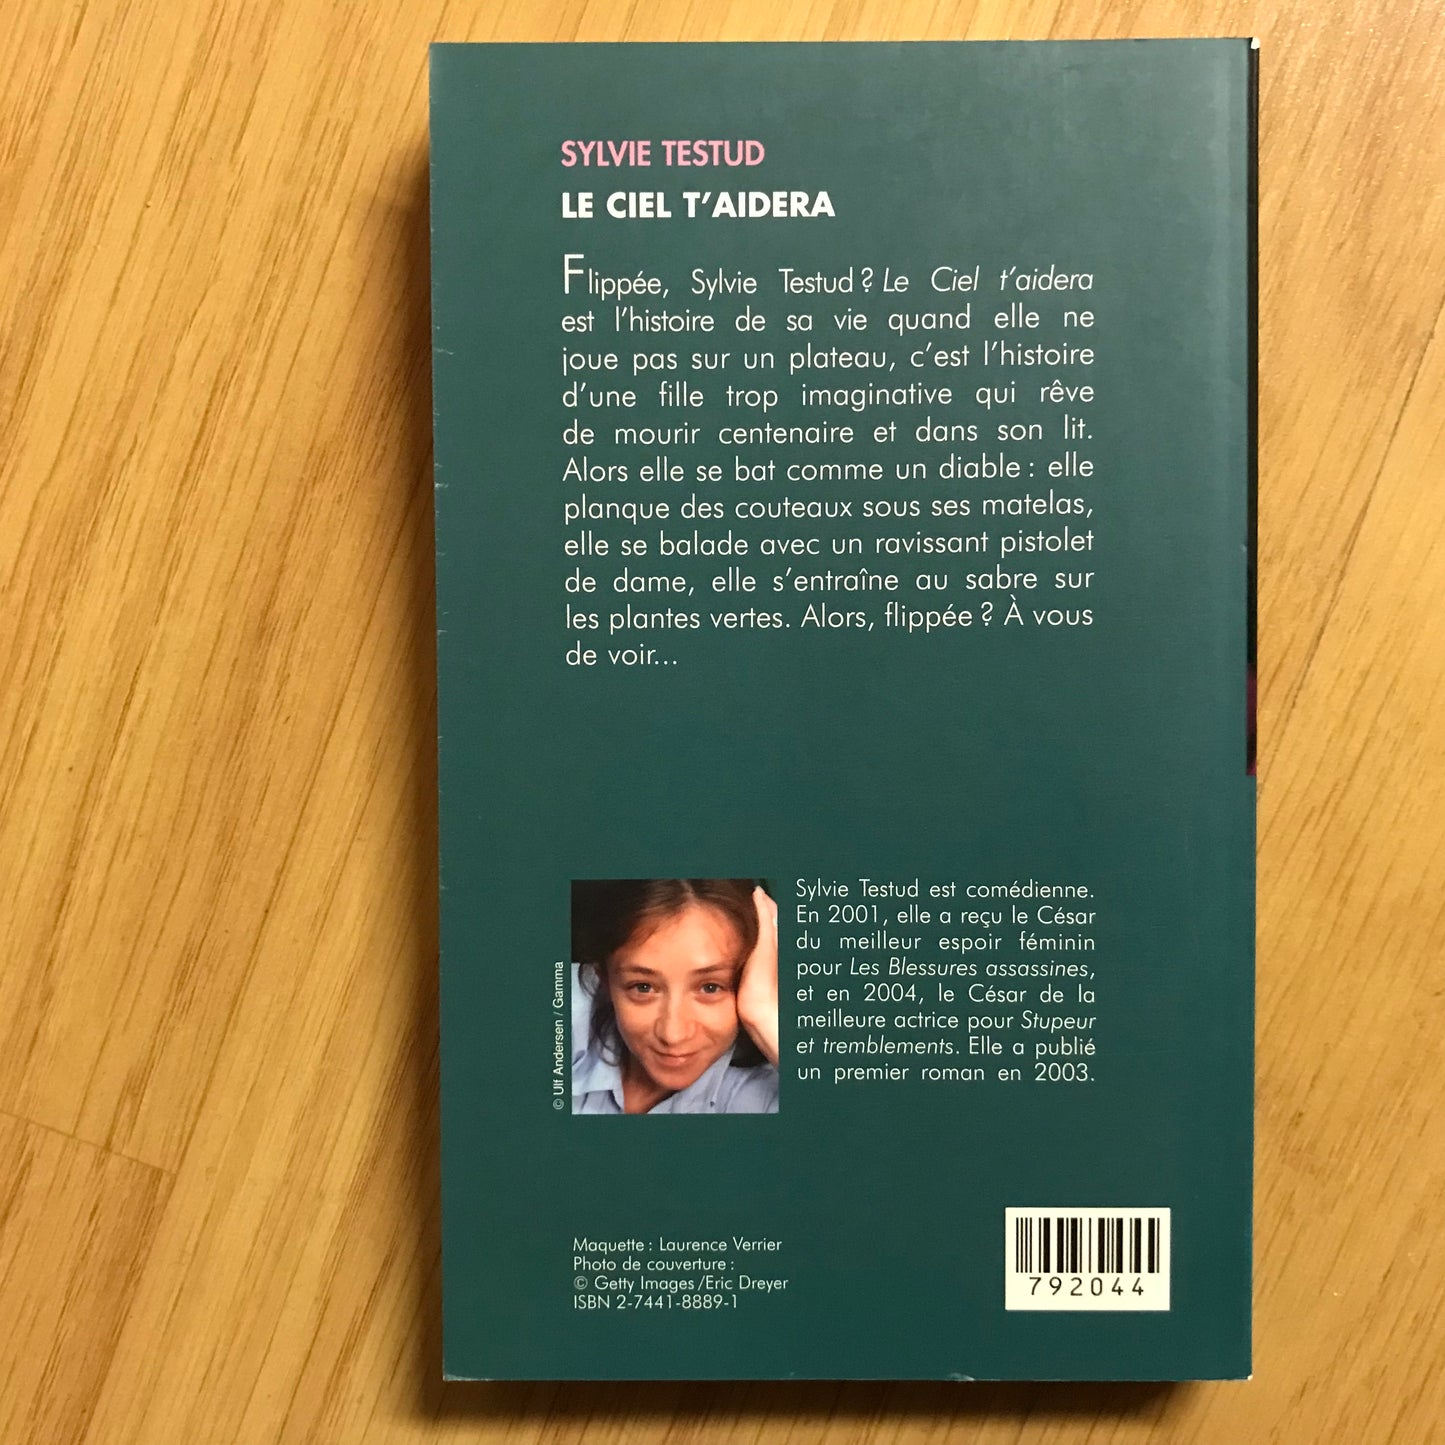 SYLVIE TESTUD
LE CIEL T'AIDERA
Flippée, Sylvie Testud ? Le Ciel t'aidera
est l'histoire de sa vie quand elle ne
joue pas sur un plateau, c'est l'histoire
d'une fille trop imaginative qui rêve
de mourir centenaire et dans son lit.
Alors elle se bat comme un diable : elle
planque des couteaux sous ses matelas,
elle se balade avec un ravissant pistolet
de dame, elle s'entraîne au sabre sur
les plantes vertes. Alors, flippée ? À vous
de voir...
© Ulf Andersen / Gamma
Sylvie Testud est comédienne.
En 2001, elle a reçu le César
du meilleur espoir féminin
pour Les Blessures assassines,
et en 2004, le César de la
meilleure actrice pour Stupeur
et tremblements. Elle a publié
un premier roman en 2003.
Maquette : Laurence Verrier
Photo de couverture :
© Getty Images / Eric Dreyer
ISBN 2-7441-8889-1
792044